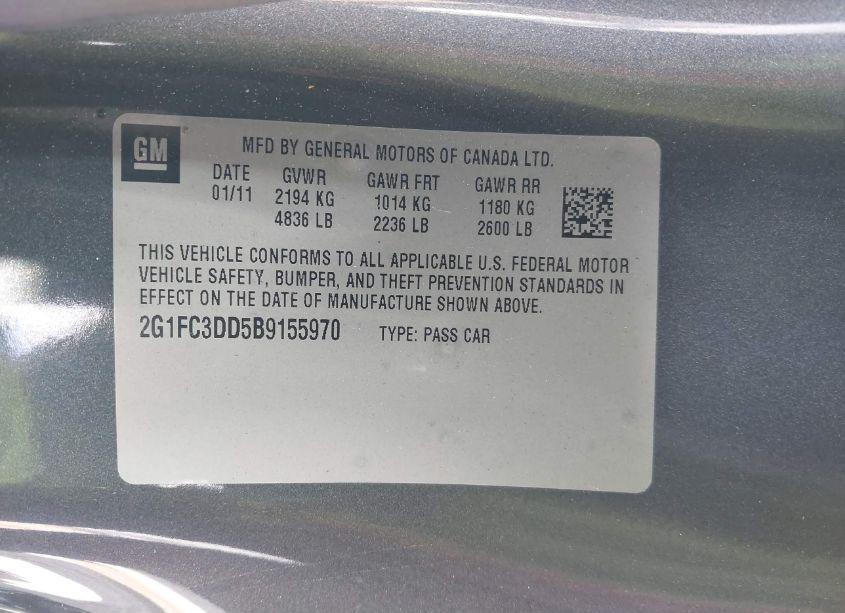 GM
MFD BY GENERAL MOTORS OF CANADA LTD.
DATE GVWR GAWR FRT GAWR RR
01/11 2194 KG 1014 KG 1180 KG
4836 LB 2236 LB 2600 LB
THIS VEHICLE CONFORMS TO ALL APPLICABLE U.S. FEDERAL MOTOR
VEHICLE SAFETY, BUMPER, AND THEFT PREVENTION STANDARDS IN
EFFECT ON THE DATE OF MANUFACTURE SHOWN ABOVE.
2G1FC3DD5B9155970 TYPE: PASS CAR